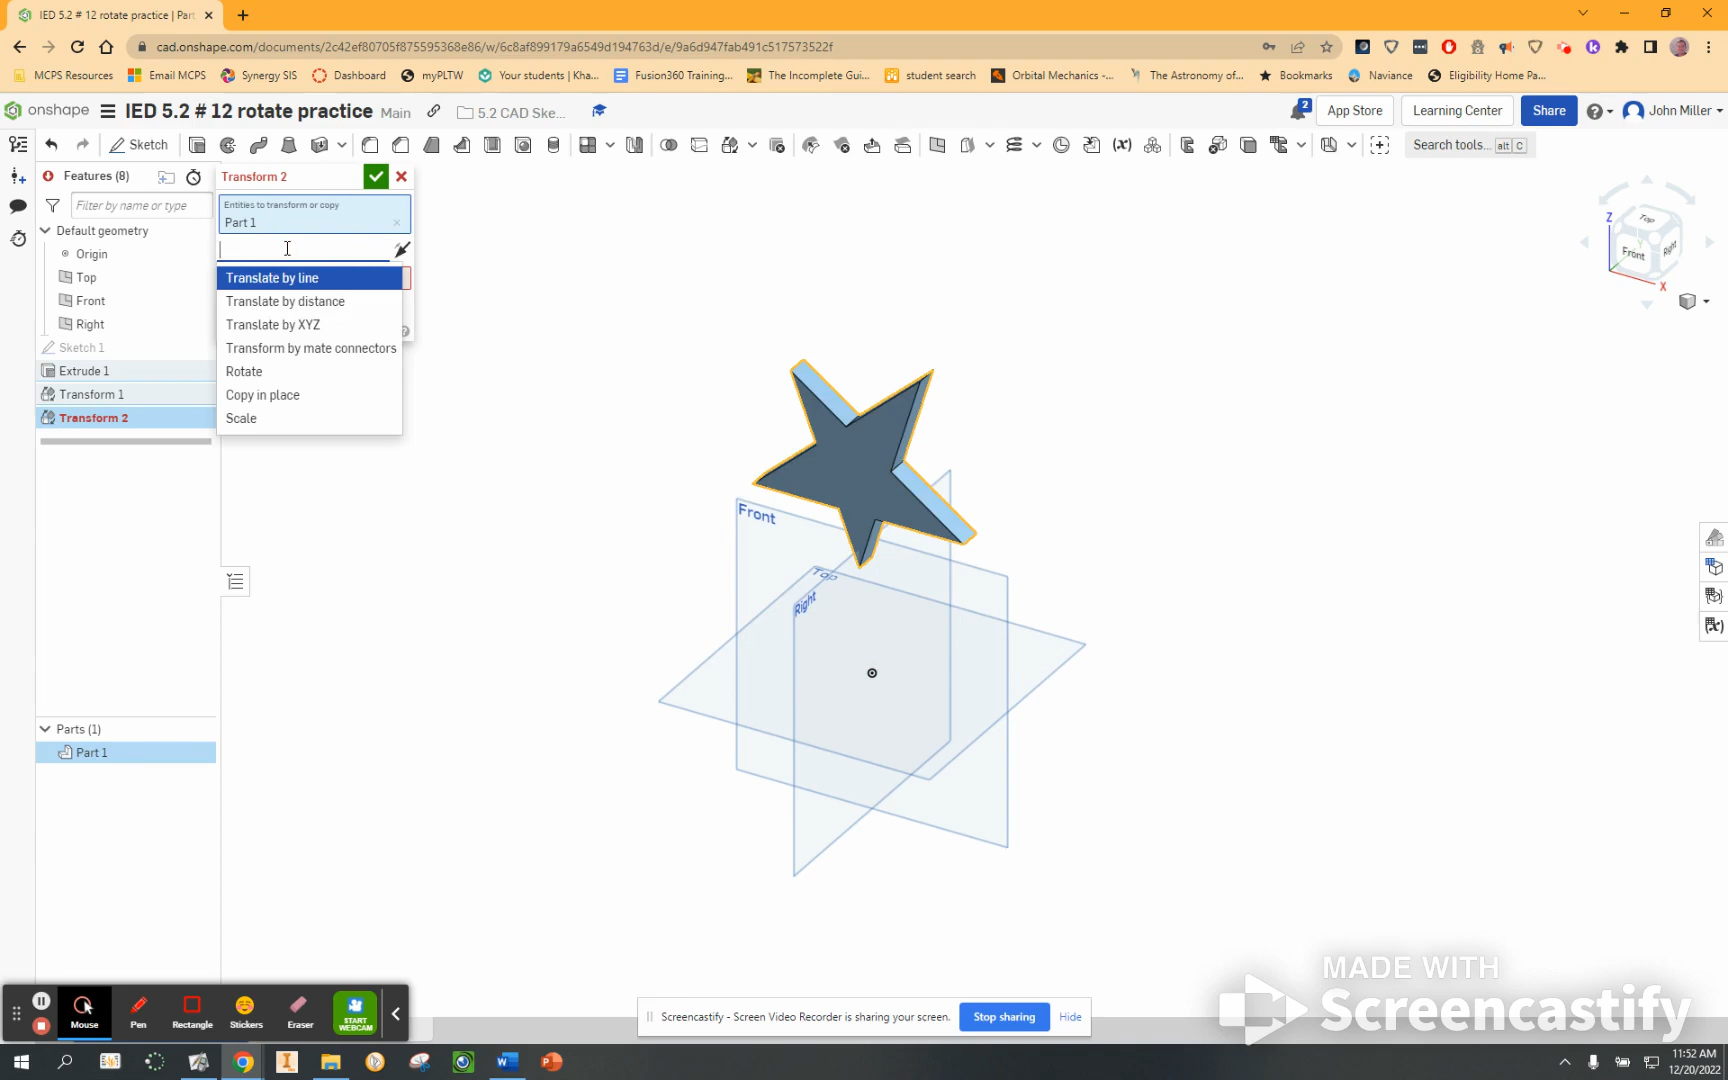 IED 5.2 # 12 rotate practice | Part
cad.onshape.com/documents/2c42ef80705f875595368e86/w/6c8af899179a6549d194763d/e/9a6d947fab491c517573522f
MCPS Resources Email MCPS Synergy SIS Dashboard myPLTW Your students | Kha... Fusion360 Training... The Incomplete Gui... student search Orbital Mechanics -... The Astronomy of... Bookmarks Naviance Eligibility Home Pa...
onshape IED 5.2 # 12 rotate practice Main 5.2 CAD Ske... 2 App Store Learning Center Share John Miller
Sketch Search tools... alt C
Features (8) Transform 2
Filter by name or type
Entities to transform or copy
Part 1
Default geometry
Origin
Top
Front
Right
Sketch 1
Extrude 1
Transform 1
Transform 2
Translate by line
Translate by distance
Translate by XYZ
Transform by mate connectors
Rotate
Copy in place
Scale
Z
Top
Y
Front
Right
X
Front
Top
Right
Parts (1)
Part 1
MADE WITH
Screencastify
Mouse Pen Rectangle Stickers Eraser START WEBCAM
Screencastify - Screen Video Recorder is sharing your screen. Stop sharing Hide
11:52 AM
12/20/2022